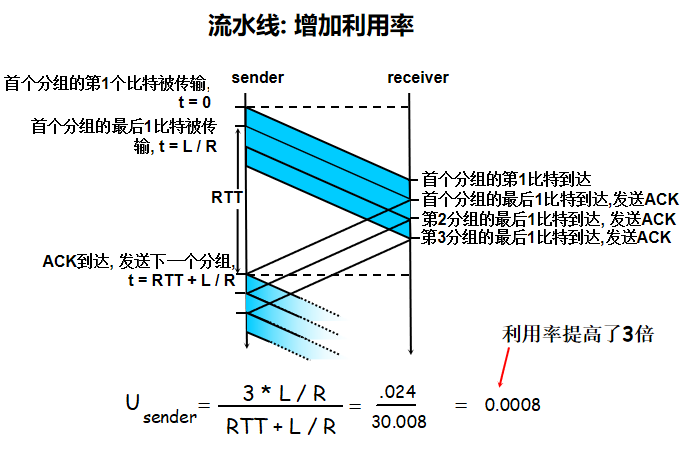 流水线: 增加利用率
sender
receiver
首个分组的第1个比特被传输,
t = 0
首个分组的最后1比特被传
输, t = L / R
RTT
首个分组的第1比特到达
首个分组的最后1比特到达,发送ACK
第2分组的最后1比特到达, 发送ACK
第3分组的最后1比特到达,发送ACK
ACK到达, 发送下一个分组,
t = RTT + L / R
利用率提高了3倍
U sender = 3 * L / R / RTT + L / R = .024 / 30.008 = 0.0008